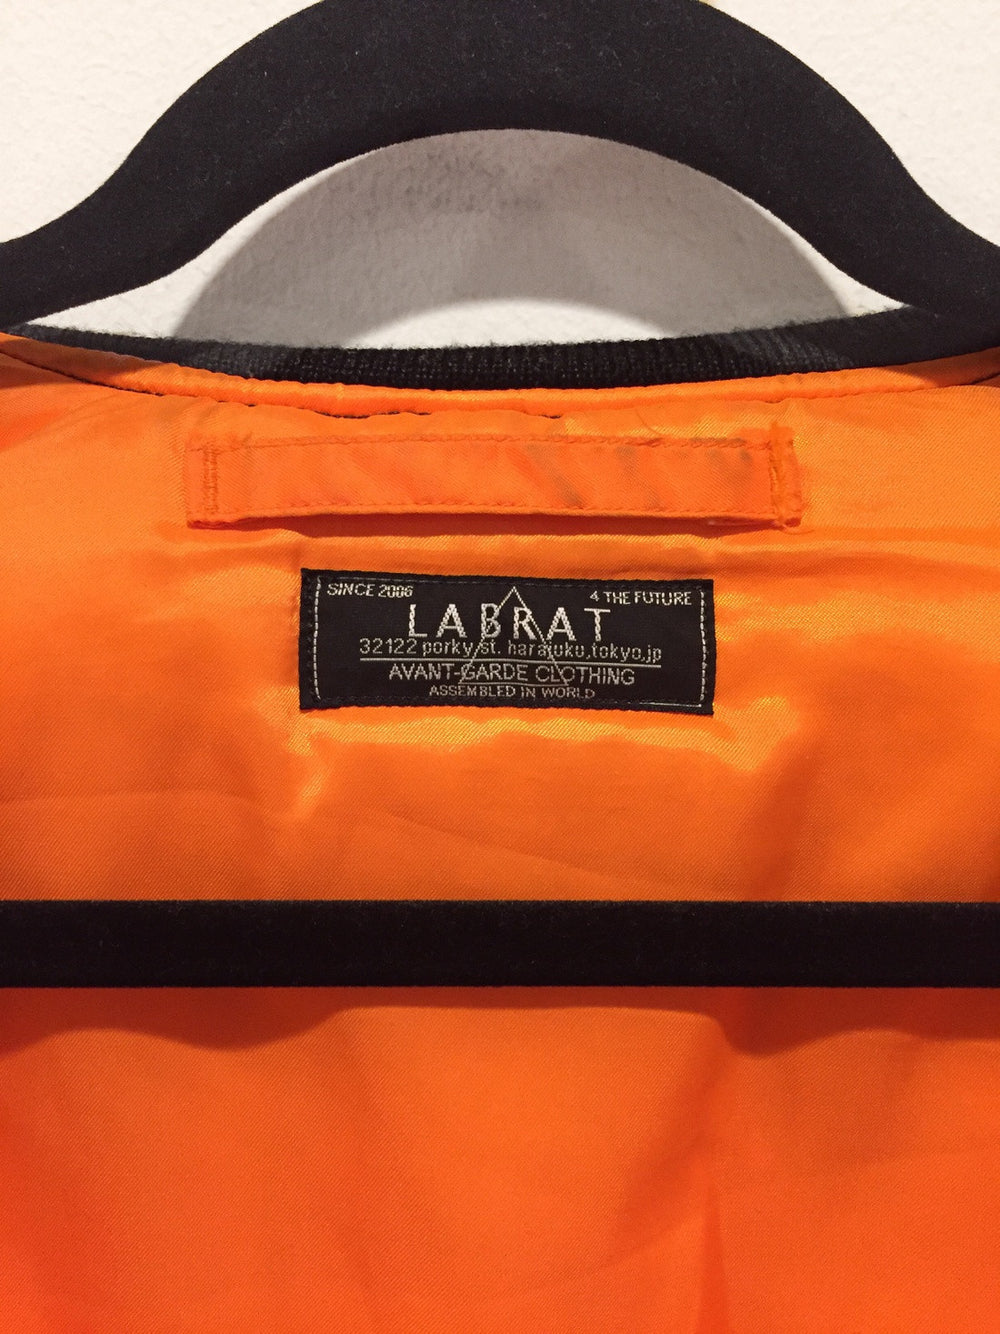 SINCE 2006 4 THE FUTURE
LABRAT
32122 porky st. harajuku,tokyo,jp
AVANT-GARDE CLOTHING
ASSEMBLED IN WORLD